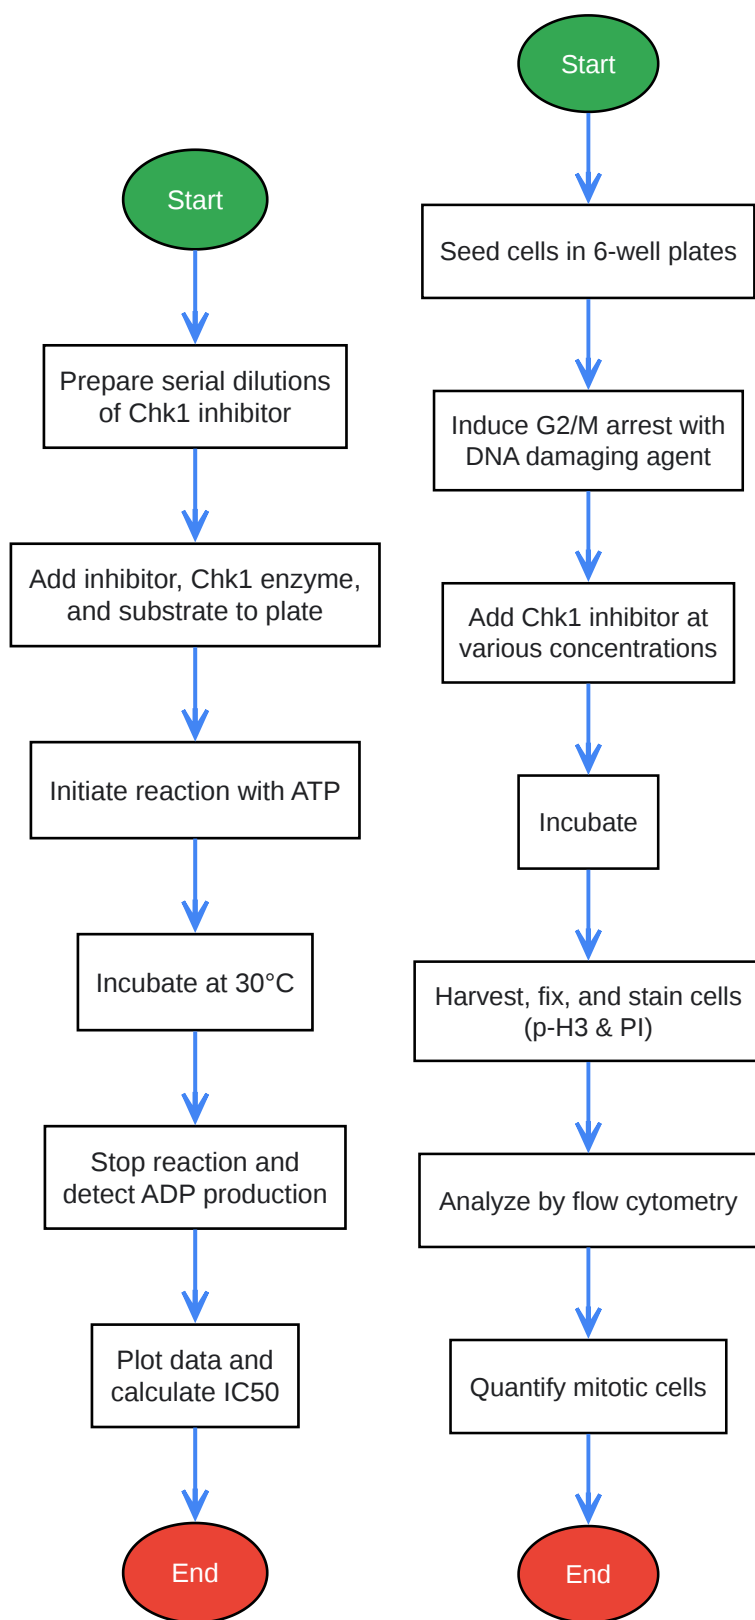 Start
Prepare serial dilutions
of Chk1 inhibitor
Add inhibitor, Chk1 enzyme,
and substrate to plate
Initiate reaction with ATP
Incubate at 30°C
Stop reaction and
detect ADP production
Plot data and
calculate IC50
End
Start
Seed cells in 6-well plates
Induce G2/M arrest with
DNA damaging agent
Add Chk1 inhibitor at
various concentrations
Incubate
Harvest, fix, and stain cells
(p-H3 & PI)
Analyze by flow cytometry
Quantify mitotic cells
End